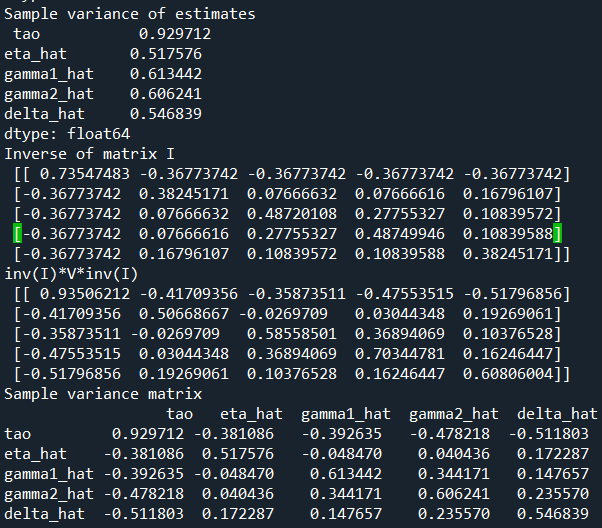 Sample variance of estimates
tao 0.929712
eta_hat 0.517576
gamma1_hat 0.613442
gamma2_hat 0.606241
delta_hat 0.546839
dtype: float64
Inverse of matrix I
[[ 0.73547483 -0.36773742 -0.36773742 -0.36773742 -0.36773742]
[-0.36773742 0.38245171 0.07666632 0.07666616 0.16796107]
[-0.36773742 0.07666632 0.48720108 0.27755327 0.10839572]
[-0.36773742 0.07666616 0.27755327 0.48749946 0.10839588]
[-0.36773742 0.16796107 0.10839572 0.10839588 0.38245171]]
inv(I)*V*inv(I)
[[ 0.93506212 -0.41709356 -0.35873511 -0.47553515 -0.51796856]
[-0.41709356 0.50668667 -0.0269709 0.03044348 0.19269061]
[-0.35873511 -0.0269709 0.58558501 0.36894069 0.10376528]
[-0.47553515 0.03044348 0.36894069 0.70344781 0.16246447]
[-0.51796856 0.19269061 0.10376528 0.16246447 0.60806004]]
Sample variance matrix
tao eta_hat gamma1_hat gamma2_hat delta_hat
tao 0.929712 -0.381086 -0.392635 -0.478218 -0.511803
eta_hat -0.381086 0.517576 -0.048470 0.040436 0.172287
gamma1_hat -0.392635 -0.048470 0.613442 0.344171 0.147657
gamma2_hat -0.478218 0.040436 0.344171 0.606241 0.235570
delta_hat -0.511803 0.172287 0.147657 0.235570 0.546839